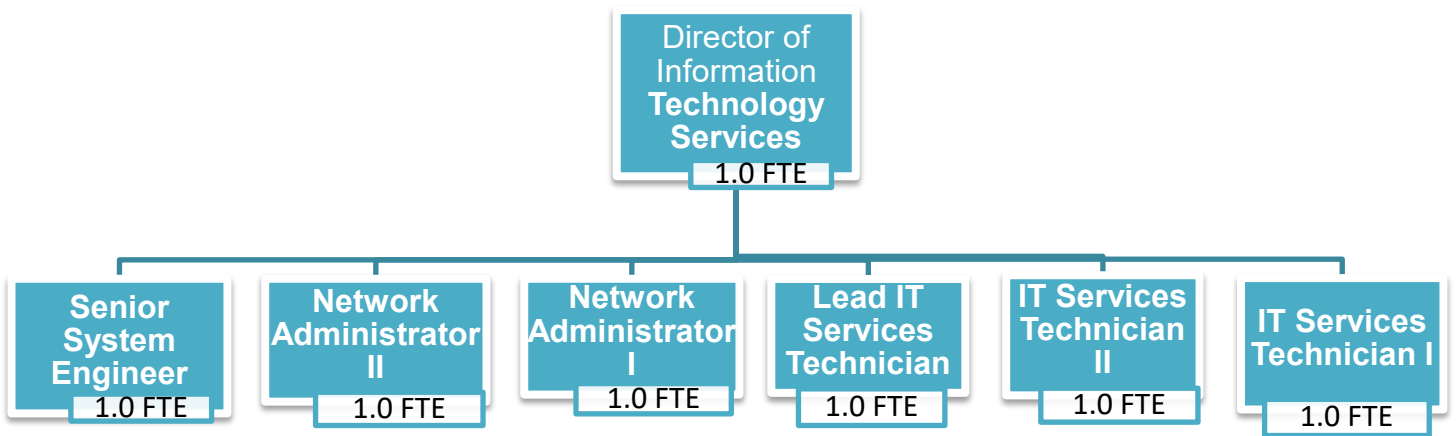 Director of
Information
Technology
Services
1.0 FTE
Senior
System
Engineer
1.0 FTE
Network
Administrator
II
1.0 FTE
Network
Administrator
I
1.0 FTE
Lead IT
Services
Technician
1.0 FTE
IT Services
Technician
II
1.0 FTE
IT Services
Technician I
1.0 FTE